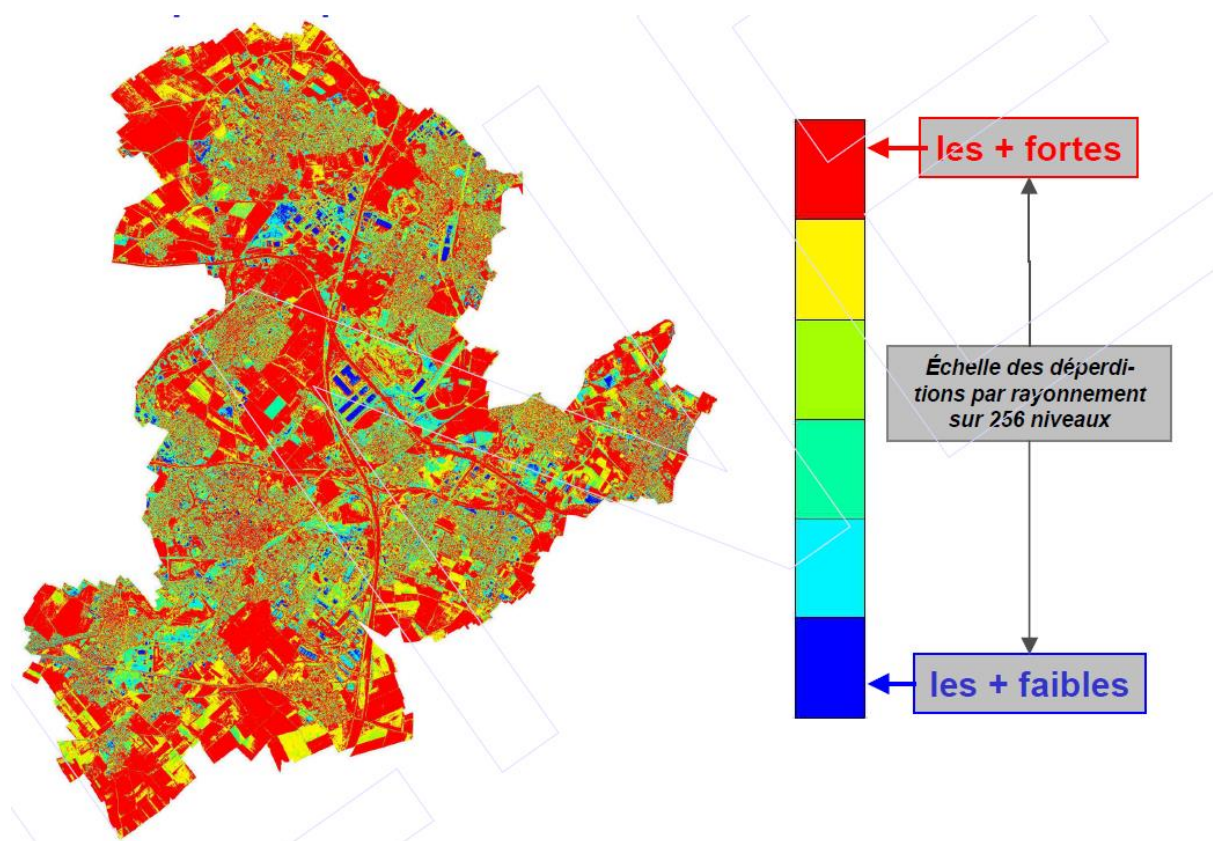 les + fortes
Échelle des déperdi-
tions par rayonnement
sur 256 niveaux
les + faibles